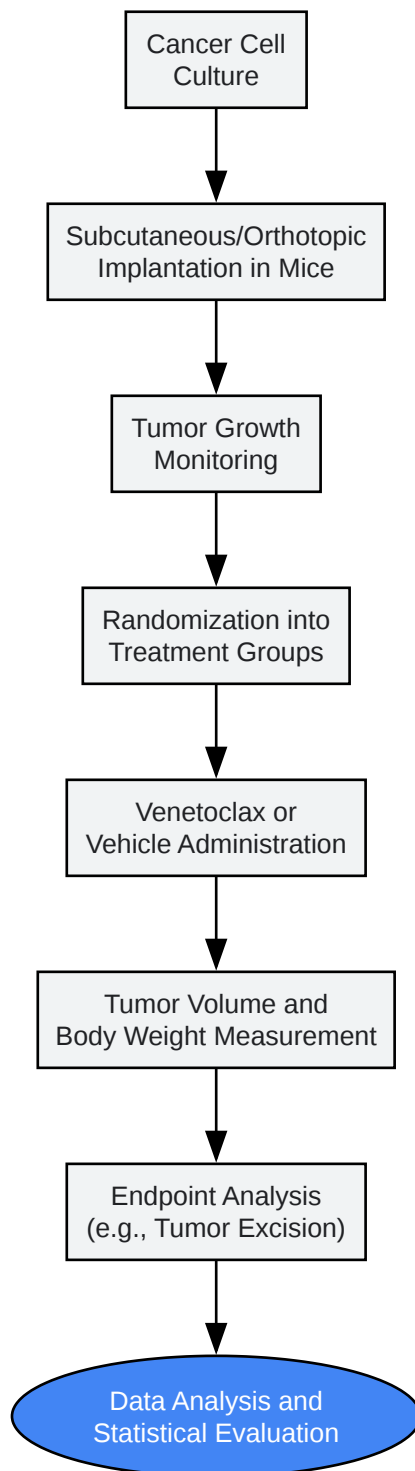 Cancer Cell
Culture
Subcutaneous/Orthotopic
Implantation in Mice
Tumor Growth
Monitoring
Randomization into
Treatment Groups
Venetoclax or
Vehicle Administration
Tumor Volume and
Body Weight Measurement
Endpoint Analysis
(e.g., Tumor Excision)
Data Analysis and
Statistical Evaluation